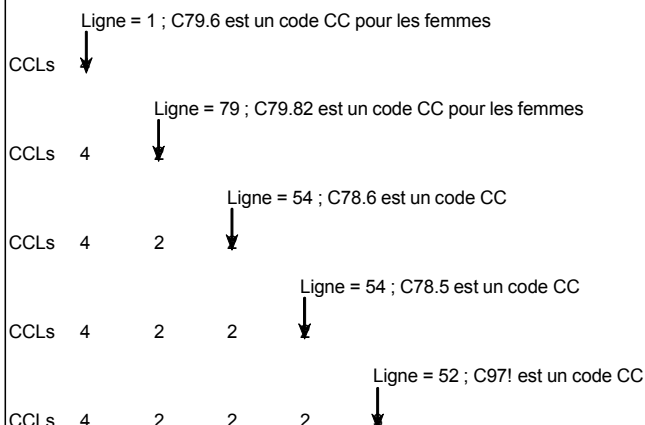 Ligne = 1 ; C79.6 est un code CC pour les femmes
CCLs
Ligne = 79 ; C79.82 est un code CC pour les femmes
CCLs 4
Ligne = 54 ; C78.6 est un code CC
CCLs 4 2
Ligne = 54 ; C78.5 est un code CC
CCLs 4 2 2
Ligne = 52 ; C97! est un code CC
CCLs 4 2 2 2